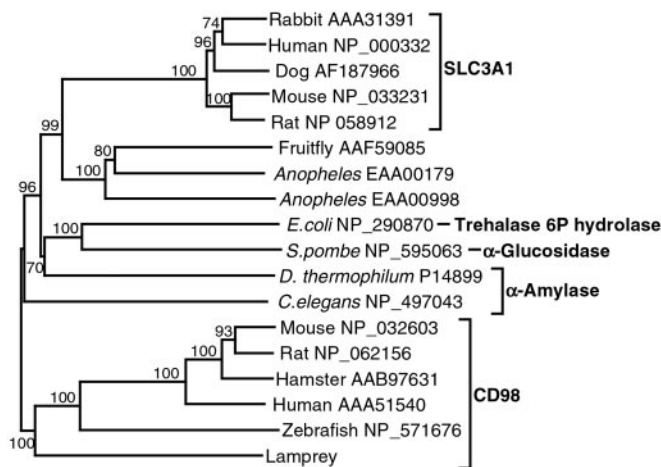 74
Rabbit AAA31391
96
Human NP_000332
SLC3A1
100
Dog AF187966
100
Mouse NP_033231
Rat NP 058912
99
80
Fruitfly AAF59085
100
Anopheles EAA00179
96
Anopheles EAA00998
100
E.coli NP_290870 Trehalase 6P hydrolase
S.pombe NP_595063 α-Glucosidase
70
D. thermophilum P14899
α-Amylase
C.elegans NP_497043
93
Mouse NP_032603
100
Rat NP_062156
100
Hamster AAB97631
CD98
100
Human AAA51540
Zebrafish NP_571676
100
Lamprey